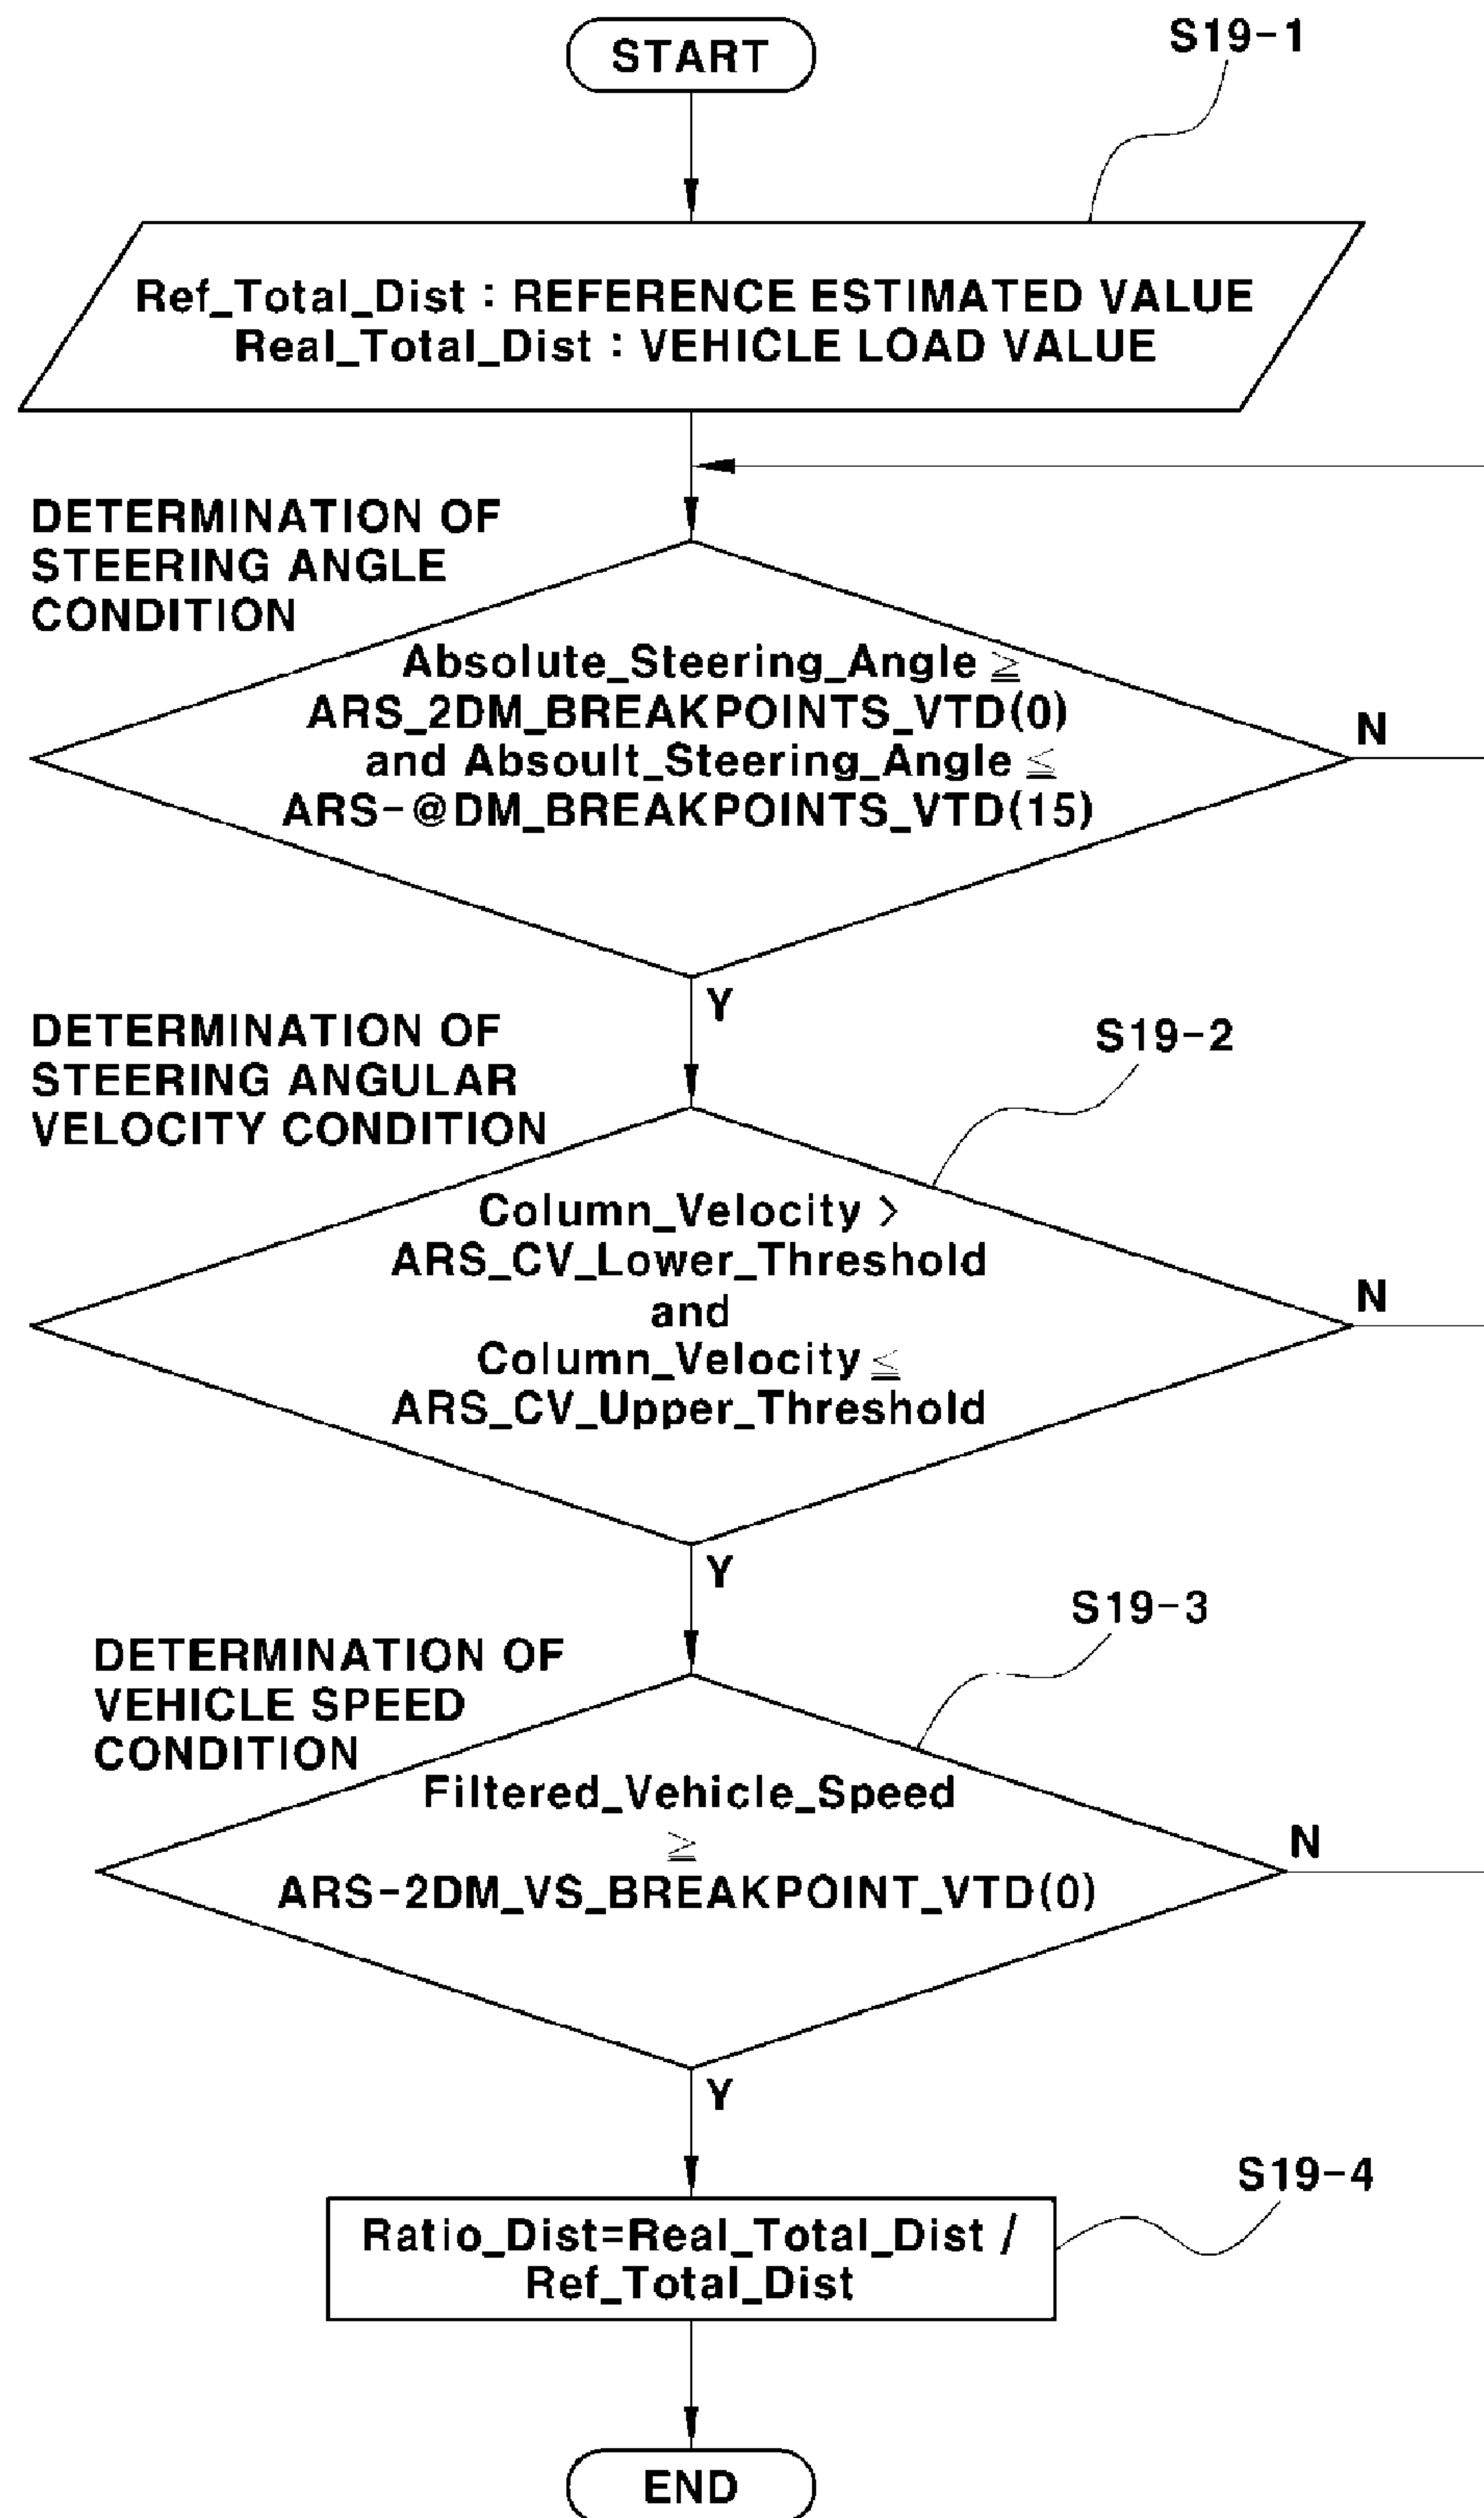 START
S19-1
Ref_Total_Dist : REFERENCE ESTIMATED VALUE
Real_Total_Dist : VEHICLE LOAD VALUE
DETERMINATION OF
STEERING ANGLE
CONDITION
Absolute_Steering_Angle ≧
ARS_2DM_BREAKPOINTS_VTD(0)
and Absoult_Steering_Angle ≦
ARS-@DM_BREAKPOINTS_VTD(15)
N
Y
DETERMINATION OF
STEERING ANGULAR
VELOCITY CONDITION
S19-2
Column_Velocity >
ARS_CV_Lower_Threshold
and
Column_Velocity ≦
ARS_CV_Upper_Threshold
N
Y
S19-3
DETERMINATION OF
VEHICLE SPEED
CONDITION
Filtered_Vehicle_Speed
≧
ARS-2DM_VS_BREAKPOINT_VTD(0)
N
Y
S19-4
Ratio_Dist=Real_Total_Dist /
Ref_Total_Dist
END